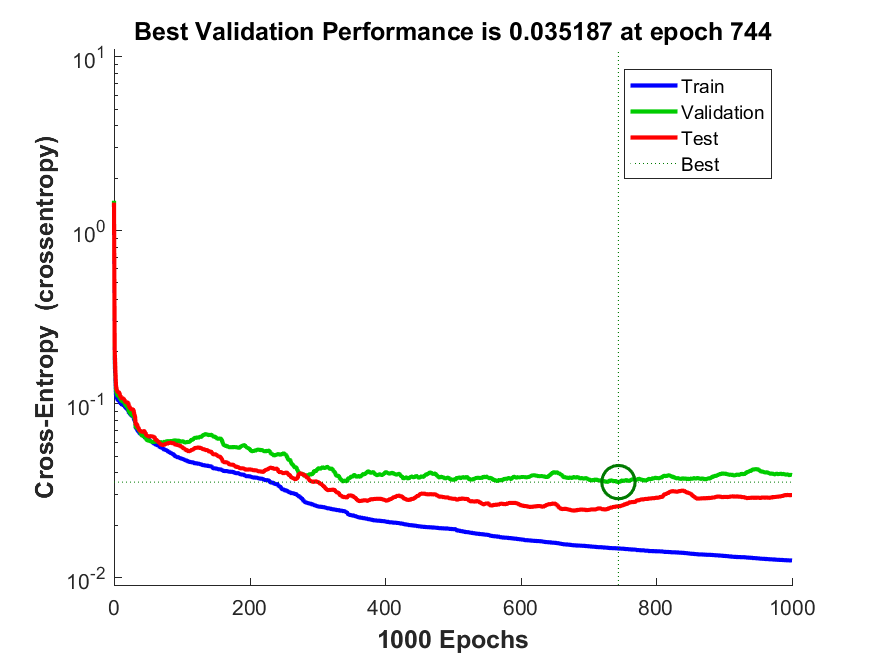 Best Validation Performance is 0.035187 at epoch 744
10^1
10^0
10^-1
10^-2
Cross-Entropy (crossentropy)
Train
Validation
Test
Best
0 200 400 600 800 1000
1000 Epochs